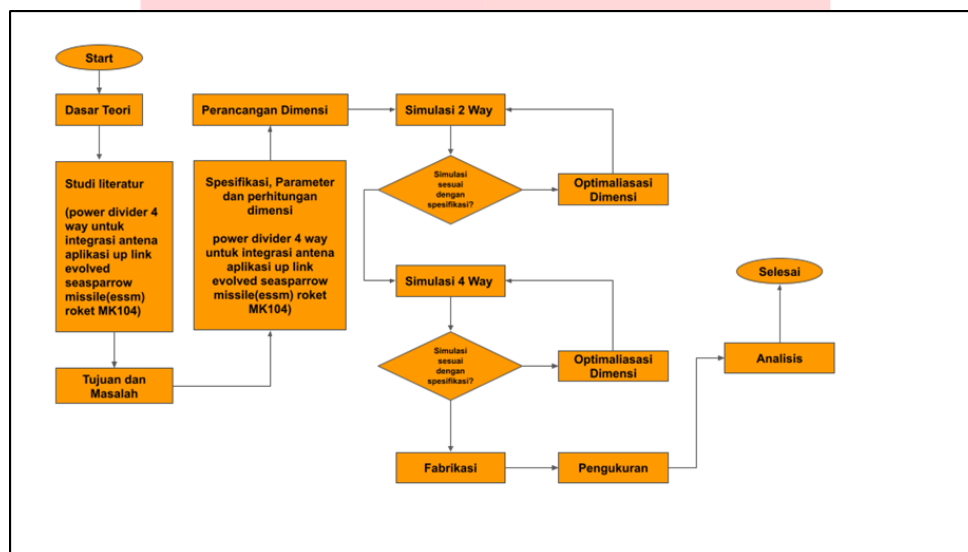 Start
Dasar Teori
Studi literatur
(power divider 4
way untuk
integrasi antena
aplikasi up link
evolved
seasparrow
missile(essm)
roket MK104)
Tujuan dan
Masalah
Perancangan Dimensi
Spesifikasi, Parameter
dan perhitungan
dimensi
power divider 4 way
untuk integrasi antena
aplikasi up link
evolved seasparrow
missile(essm) roket
MK104)
Simulasi 2 Way
Simulasi
sesuai
dengan
spesifikasi?
Optimaliasasi
Dimensi
Simulasi 4 Way
Simulasi
sesuai
dengan
spesifikasi?
Optimaliasasi
Dimensi
Fabrikasi
Pengukuran
Analisis
Selesai